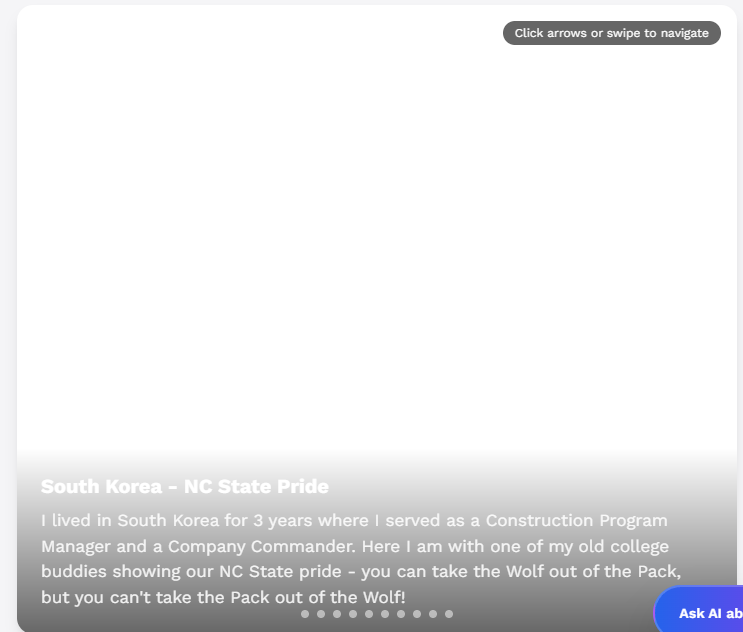 Click arrows or swipe to navigate
South Korea - NC State Pride
I lived in South Korea for 3 years where I served as a Construction Program
Manager and a Company Commander. Here I am with one of my old college
buddies showing our NC State pride - you can take the Wolf out of the Pack,
but you can't take the Pack out of the Wolf!
Ask AI ab